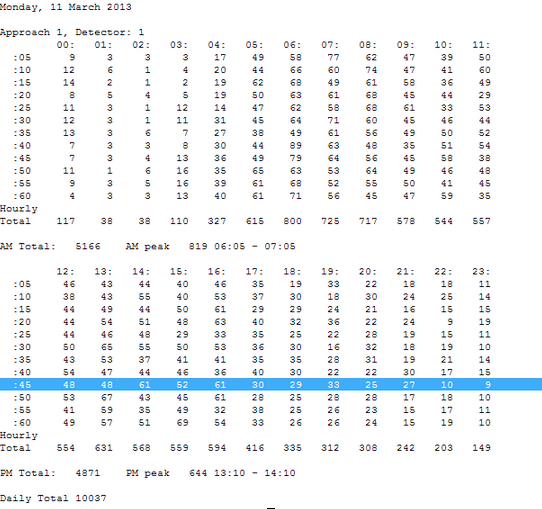 Monday, 11 March 2013
Approach 1, Detector: 1
00: 01: 02: 03: 04: 05: 06: 07: 08: 09: 10: 11:
:05 9 3 3 3 17 49 58 77 62 47 39 50
:10 12 6 1 4 20 44 66 60 74 47 41 60
:15 14 2 1 2 19 62 68 49 61 58 36 49
:20 8 5 4 5 19 50 63 61 68 45 44 29
:25 11 3 1 12 14 47 62 58 68 61 33 53
:30 12 3 1 11 31 45 64 71 60 45 46 44
:35 13 3 6 7 27 38 49 61 56 49 50 52
:40 7 3 3 8 30 44 89 63 48 35 51 54
:45 7 3 4 13 36 49 79 64 56 45 58 38
:50 11 1 6 16 35 65 63 53 64 49 46 48
:55 9 3 5 16 39 61 68 52 55 50 41 45
:60 4 3 3 13 40 61 71 56 45 47 59 35
Hourly
Total 117 38 38 110 327 615 800 725 717 578 544 557
AM Total: 5166 AM peak 819 06:05 - 07:05
12: 13: 14: 15: 16: 17: 18: 19: 20: 21: 22: 23:
:05 46 43 44 40 46 35 19 33 22 18 18 11
:10 38 43 55 40 53 37 30 18 30 24 25 14
:15 44 49 44 50 61 29 29 24 21 16 15 15
:20 44 54 51 48 63 40 32 36 22 24 9 19
:25 44 46 48 29 33 35 25 22 28 19 15 11
:30 50 65 55 50 53 36 30 16 32 18 19 10
:35 43 53 37 41 41 35 35 28 31 19 21 14
:40 54 47 44 46 36 40 30 22 22 30 17 15
:45 48 48 61 52 61 30 29 33 25 27 10 9
:50 53 67 43 45 61 28 25 28 28 17 18 10
:55 41 59 35 49 32 38 25 26 23 15 17 11
:60 49 57 51 69 54 33 26 26 24 15 19 10
Hourly
Total 554 631 568 559 594 416 335 312 308 242 203 149
PM Total: 4871 PM peak 644 13:10 - 14:10
Daily Total 10037